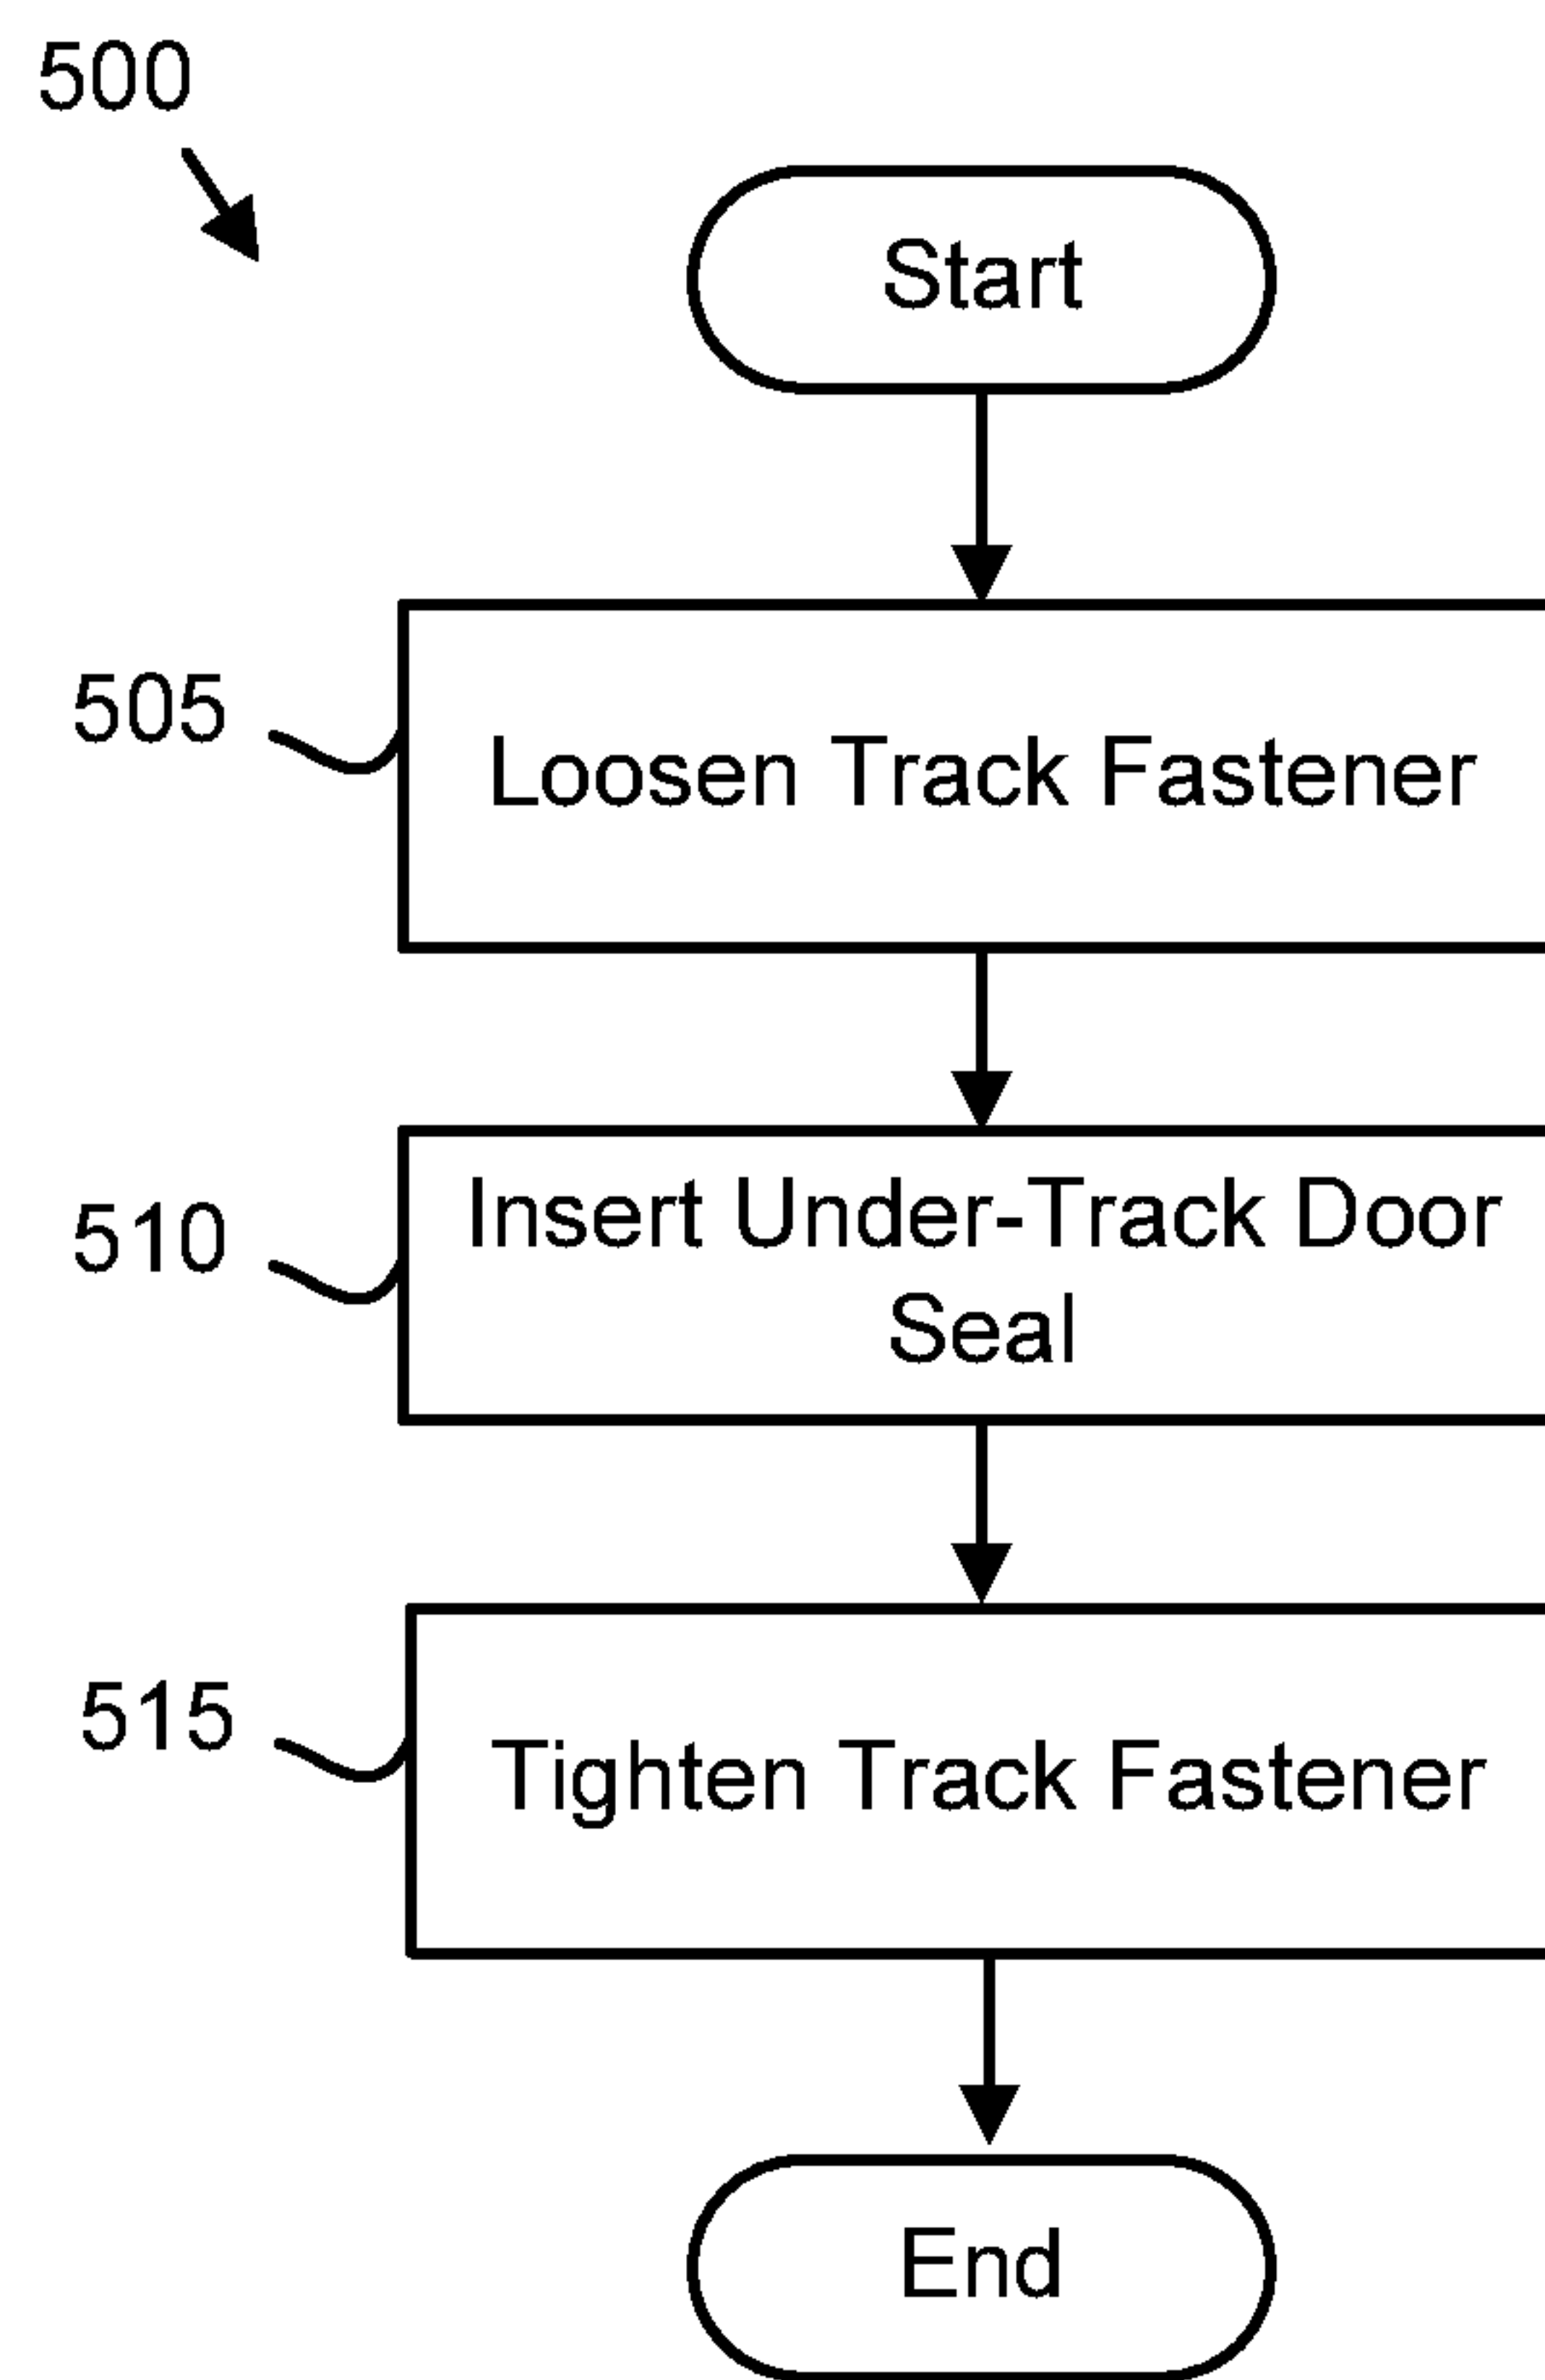 500
Start
505
Loosen Track Fastener
510
Insert Under-Track Door
Seal
515
Tighten Track Fastener
End